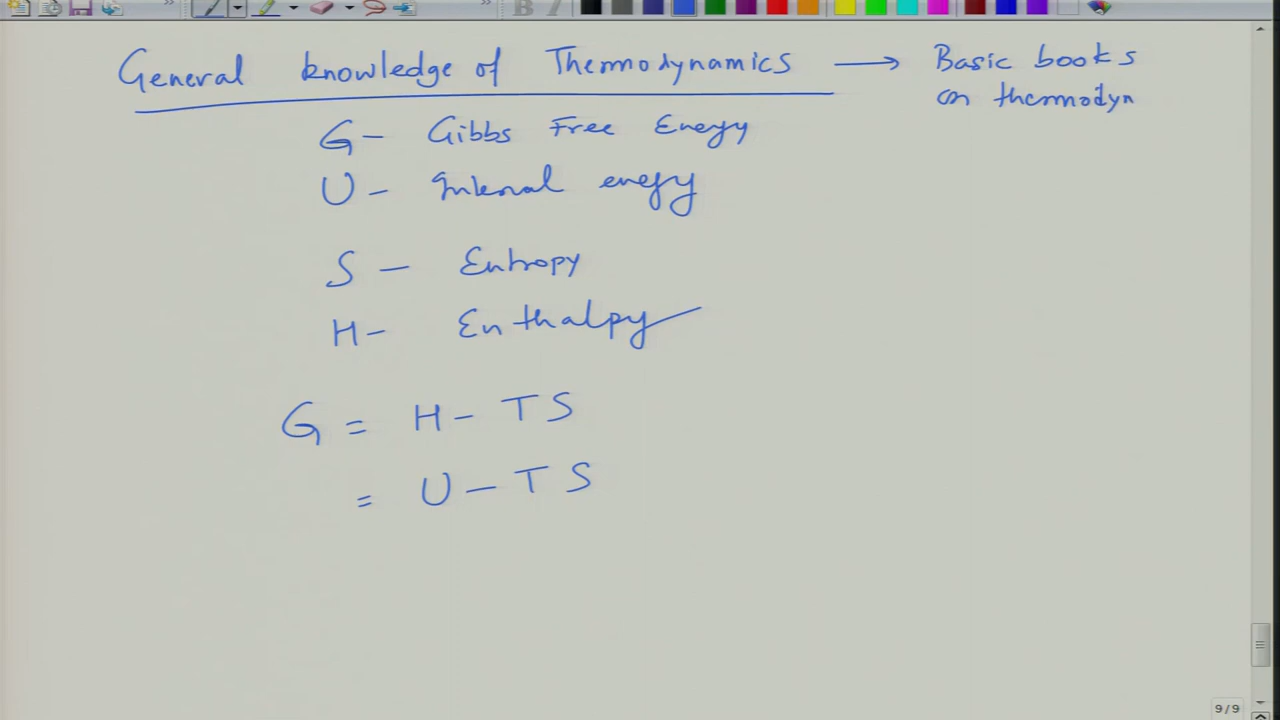 General knowledge of Thermodynamics → Basic books
on thermodyn
G - Gibbs Free Energy
U - Internal energy
S - Entropy
H - Enthalpy
G = H - TS
= U - TS
9/9